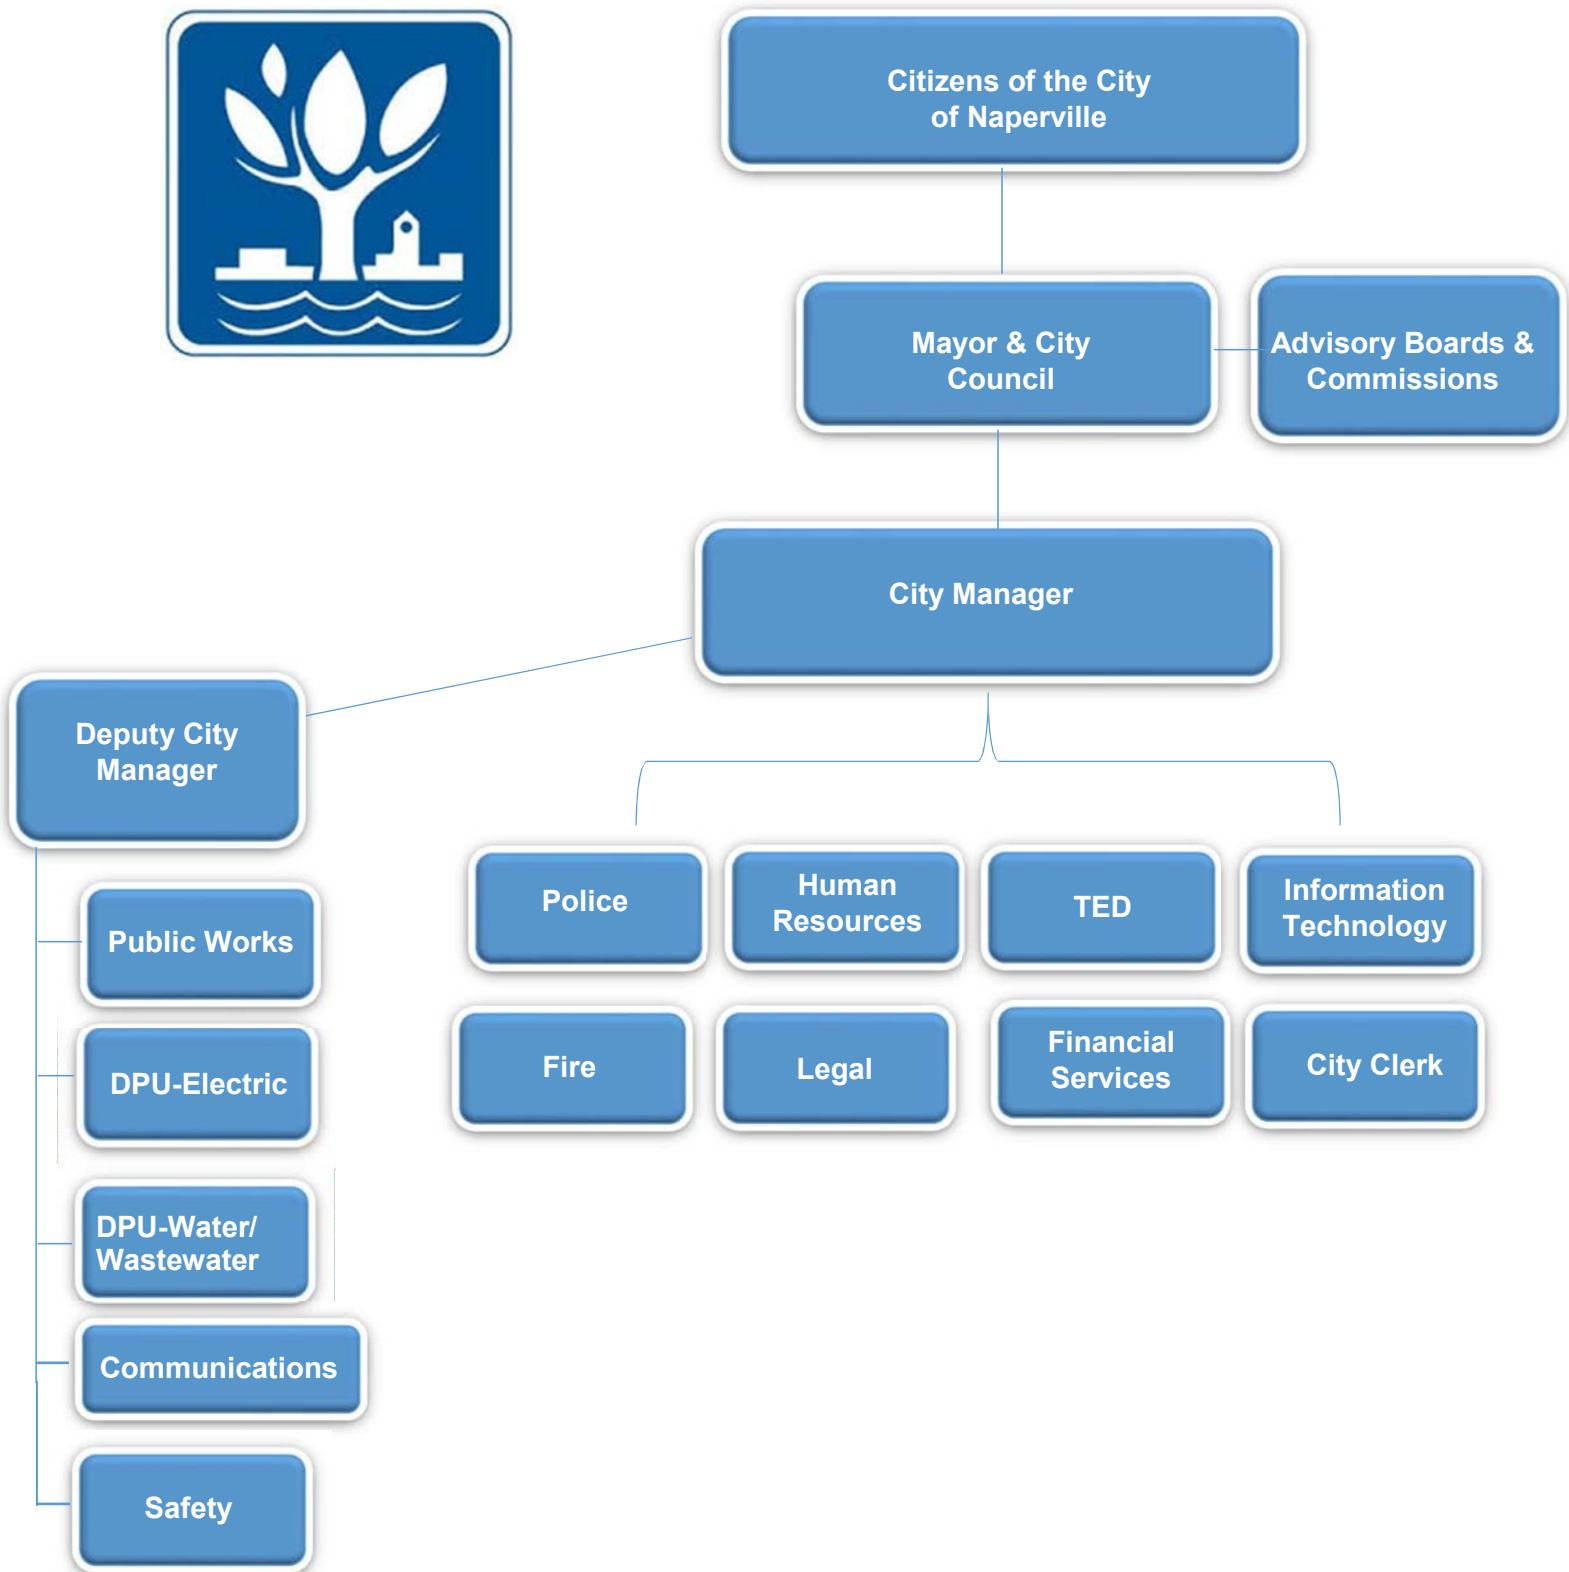 Citizens of the City
of Naperville
Mayor & City
Council
Advisory Boards &
Commissions
City Manager
Deputy City
Manager
Police
Human
Resources
TED
Information
Technology
Public Works
Fire
Legal
Financial
Services
City Clerk
DPU-Electric
DPU-Water/
Wastewater
Communications
Safety